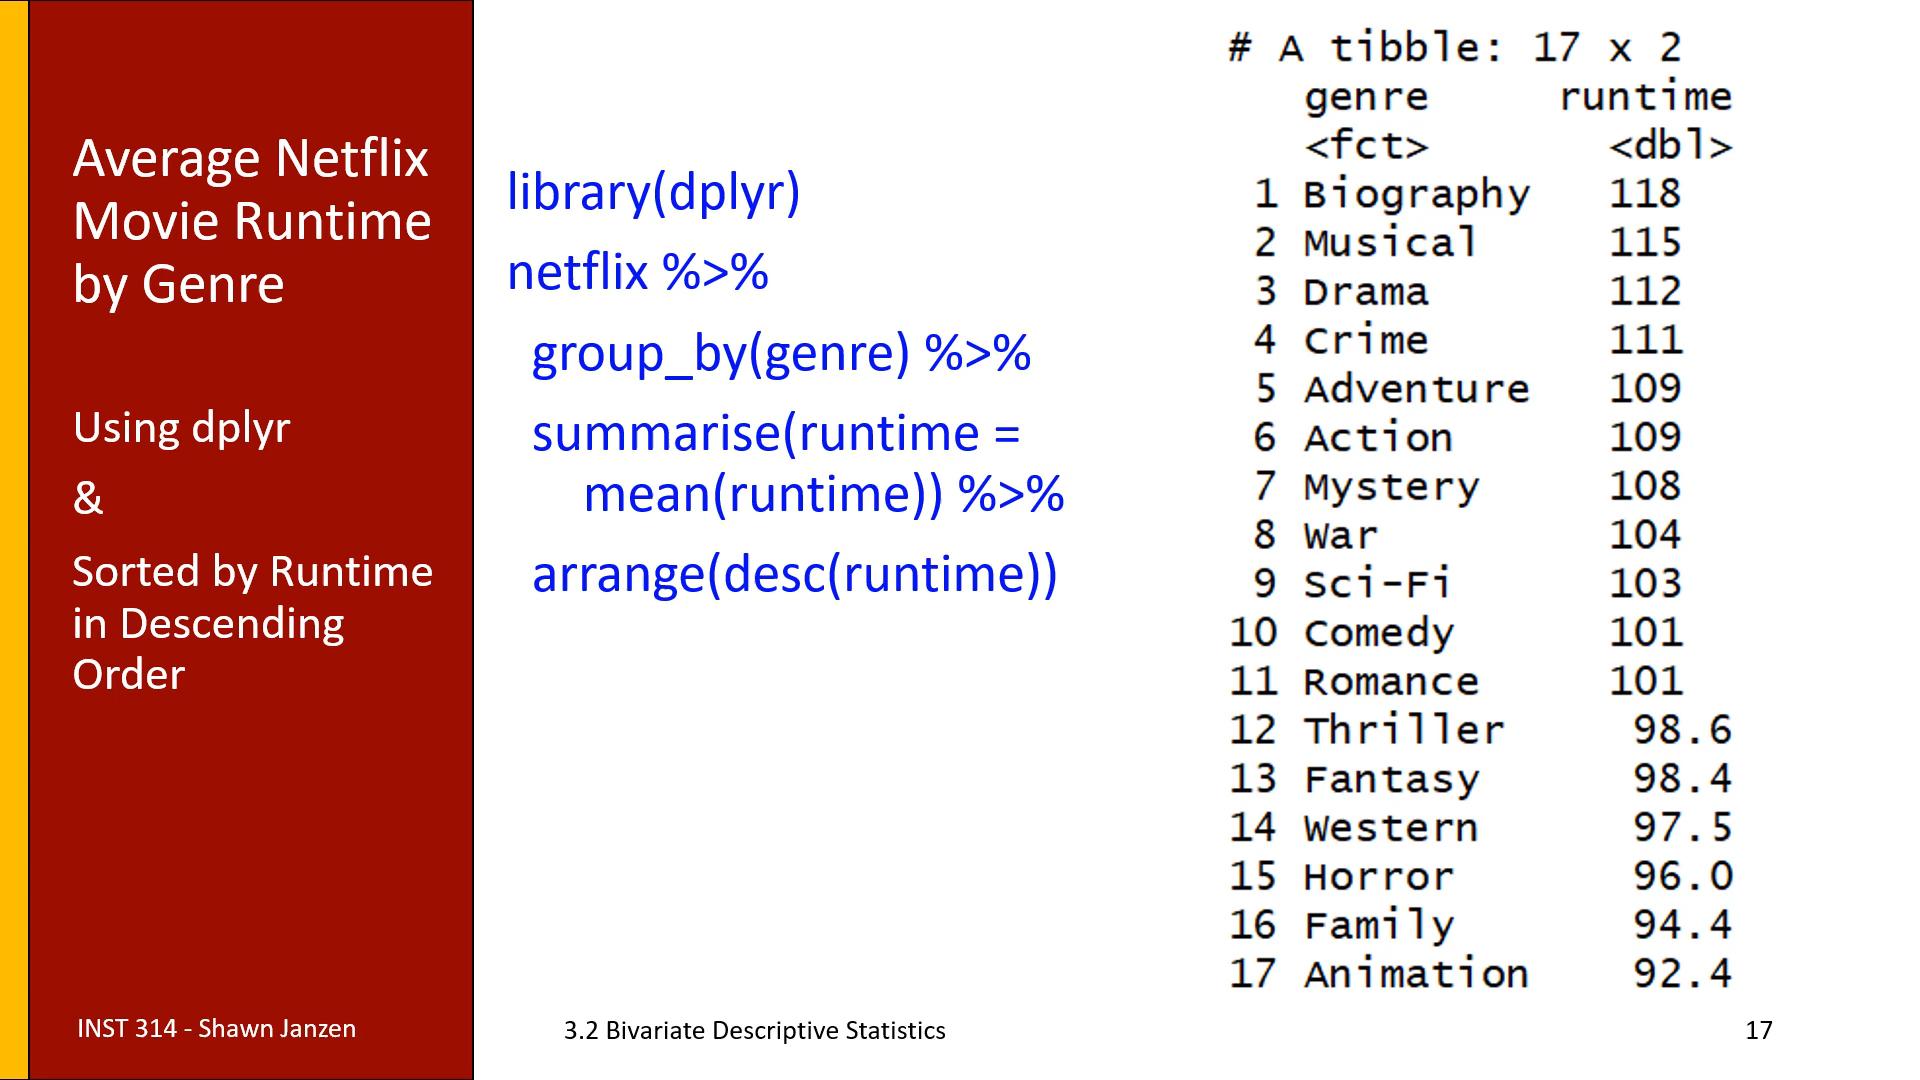 Average Netflix
Movie Runtime
by Genre
Using dplyr
&
Sorted by Runtime
in Descending
Order
INST 314 - Shawn Janzen
library(dplyr)
netflix %>%
group_by(genre) %>%
summarise(runtime =
mean(runtime)) %>%
arrange(desc(runtime))
# A tibble: 17 x 2
genre runtime
<fct> <dbl>
1 Biography 118
2 Musical 115
3 Drama 112
4 Crime 111
5 Adventure 109
6 Action 109
7 Mystery 108
8 War 104
9 Sci-Fi 103
10 Comedy 101
11 Romance 101
12 Thriller 98.6
13 Fantasy 98.4
14 Western 97.5
15 Horror 96.0
16 Family 94.4
17 Animation 92.4
3.2 Bivariate Descriptive Statistics
17